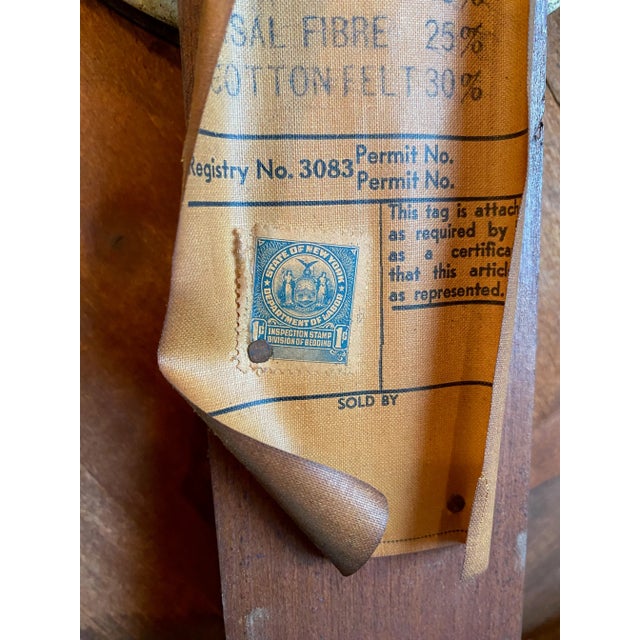 SAL FIBRE 25%
COTTON FELT 30%
Registry No. 3083
Permit No.
Permit No.
This tag is attach
as required by
as a certifica
that this articl
as represented.
STATE OF NEW YORK
DEPARTMENT OF LABOR
1¢ INSPECTION STAMP 1¢
DIVISION OF BEDDING
SOLD BY